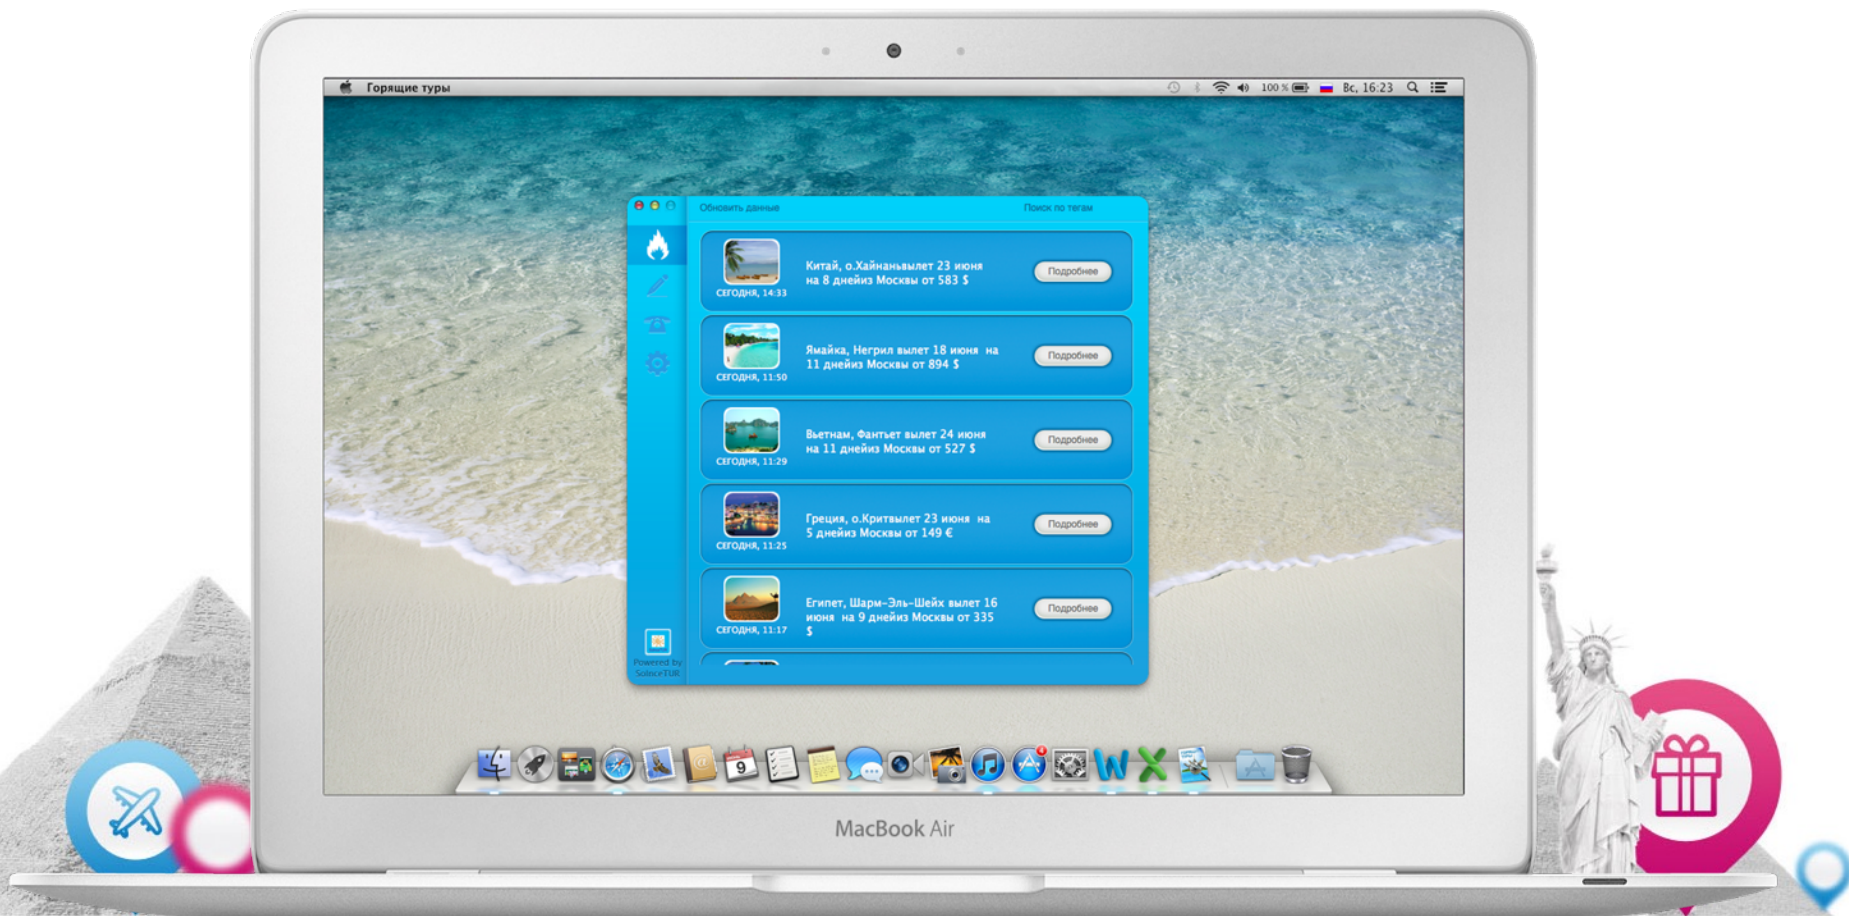 Горящие туры
100 % Вс, 16:23
Обновить данные
Поиск по тегам
Китай, о.Хайнаньвылет 23 июня
на 8 днейиз Москвы от 583 $
Подробнее
СЕГОДНЯ, 14:33
Ямайка, Негрил вылет 18 июня на
11 днейиз Москвы от 894 $
Подробнее
СЕГОДНЯ, 11:50
Вьетнам, Фантьет вылет 24 июня
на 11 днейиз Москвы от 527 $
Подробнее
СЕГОДНЯ, 11:29
Греция, о.Критвылет 23 июня на
5 днейиз Москвы от 149 €
Подробнее
СЕГОДНЯ, 11:25
Египет, Шарм-Эль-Шейх вылет 16
июня на 9 днейиз Москвы от 335
$
Подробнее
СЕГОДНЯ, 11:17
Powered by
SolnceTUR
9
4
MacBook Air